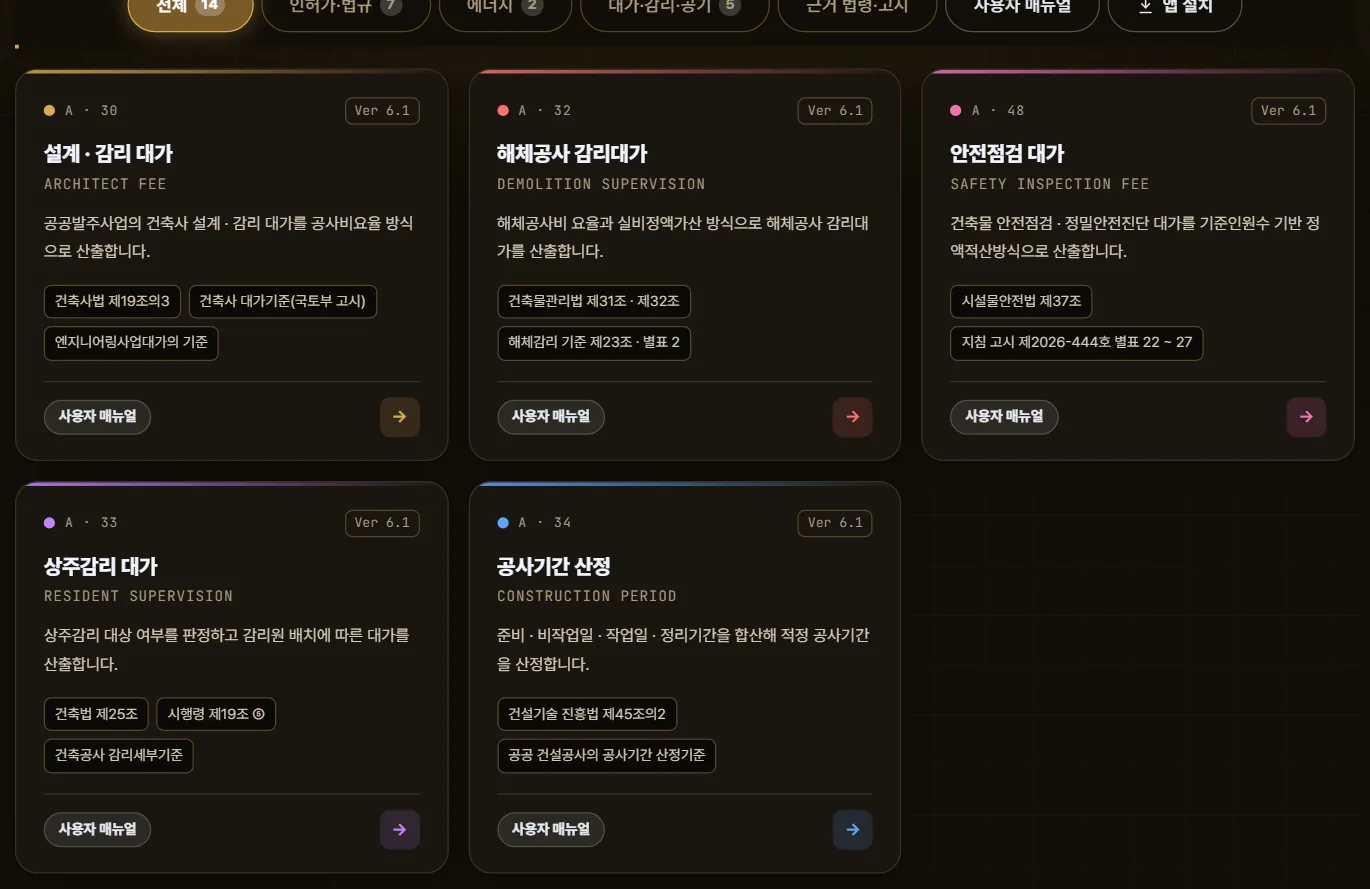 전체 14 인허가·법규 7 에너지 2 대가·감리·공기 5 근거 법령·고시 사용자 매뉴얼 앱 설치
A · 30 Ver 6.1
설계 · 감리 대가
ARCHITECT FEE
공공발주사업의 건축사 설계 · 감리 대가를 공사비요율 방식
으로 산출합니다.
건축사법 제19조의3 건축사 대가기준(국토부 고시)
엔지니어링사업대가의 기준
사용자 매뉴얼 →
A · 32 Ver 6.1
해체공사 감리대가
DEMOLITION SUPERVISION
해체공사비 요율과 실비정액가산 방식으로 해체공사 감리대
가를 산출합니다.
건축물관리법 제31조 · 제32조
해체감리 기준 제23조 · 별표 2
사용자 매뉴얼 →
A · 48 Ver 6.1
안전점검 대가
SAFETY INSPECTION FEE
건축물 안전점검 · 정밀안전진단 대가를 기준인원수 기반 정
액적산방식으로 산출합니다.
시설물안전법 제37조
지침 고시 제2026-444호 별표 22 ~ 27
사용자 매뉴얼 →
A · 33 Ver 6.1
상주감리 대가
RESIDENT SUPERVISION
상주감리 대상 여부를 판정하고 감리원 배치에 따른 대가를
산출합니다.
건축법 제25조 시행령 제19조 ⑤
건축공사 감리세부기준
사용자 매뉴얼 →
A · 34 Ver 6.1
공사기간 산정
CONSTRUCTION PERIOD
준비 · 비작업일 · 작업일 · 정리기간을 합산해 적정 공사기간
을 산정합니다.
건설기술 진흥법 제45조의2
공공 건설공사의 공사기간 산정기준
사용자 매뉴얼 →